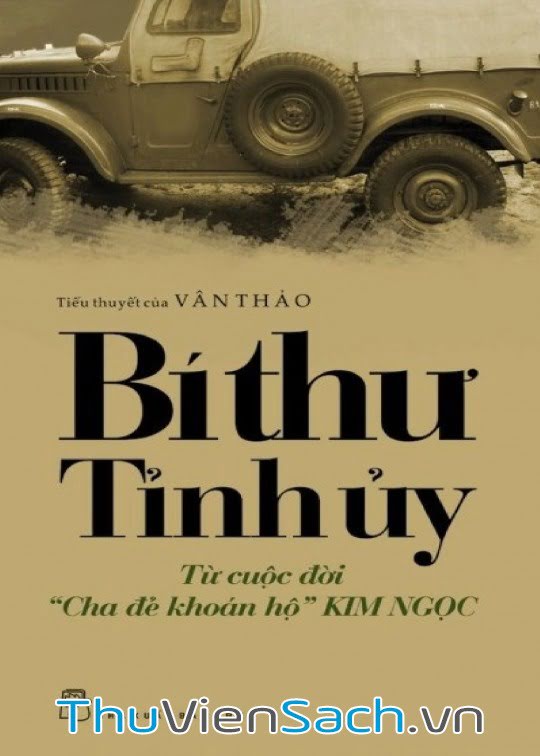 Tiểu thuyết của VÂN THẢO
Bí thư
Tỉnh ủy
Từ cuộc đời
“Cha đẻ khoán hộ” KIM NGỌC
ThuVienSach.vn